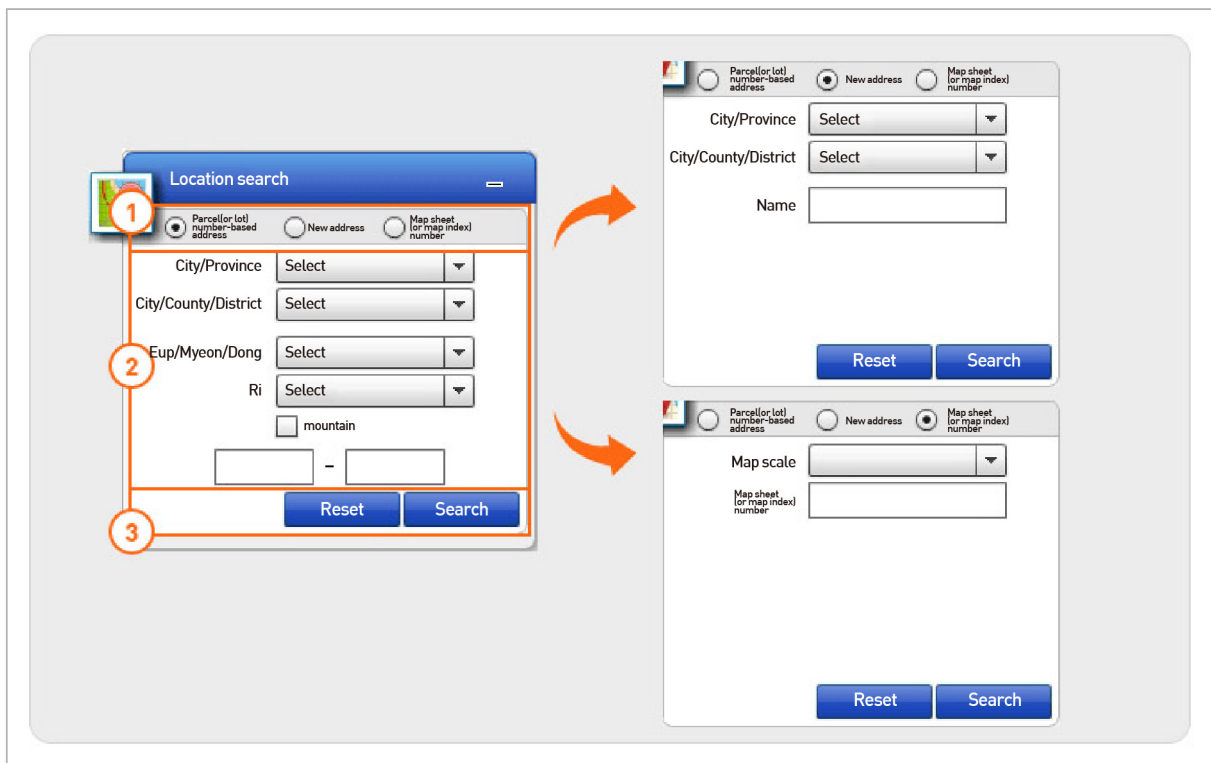 Location search
1
Parcel(or lot)
number-based
address
New address
Map sheet
(or map index)
number
City/Province
Select
City/County/District
Select
2
Eup/Myeon/Dong
Select
Ri
Select
mountain
-
3
Reset
Search
Parcel(or lot)
number-based
address
New address
Map sheet
(or map index)
number
City/Province
Select
City/County/District
Select
Name
Reset
Search
Parcel(or lot)
number-based
address
New address
Map sheet
(or map index)
number
Map scale
Map sheet
(or map index)
number
Reset
Search